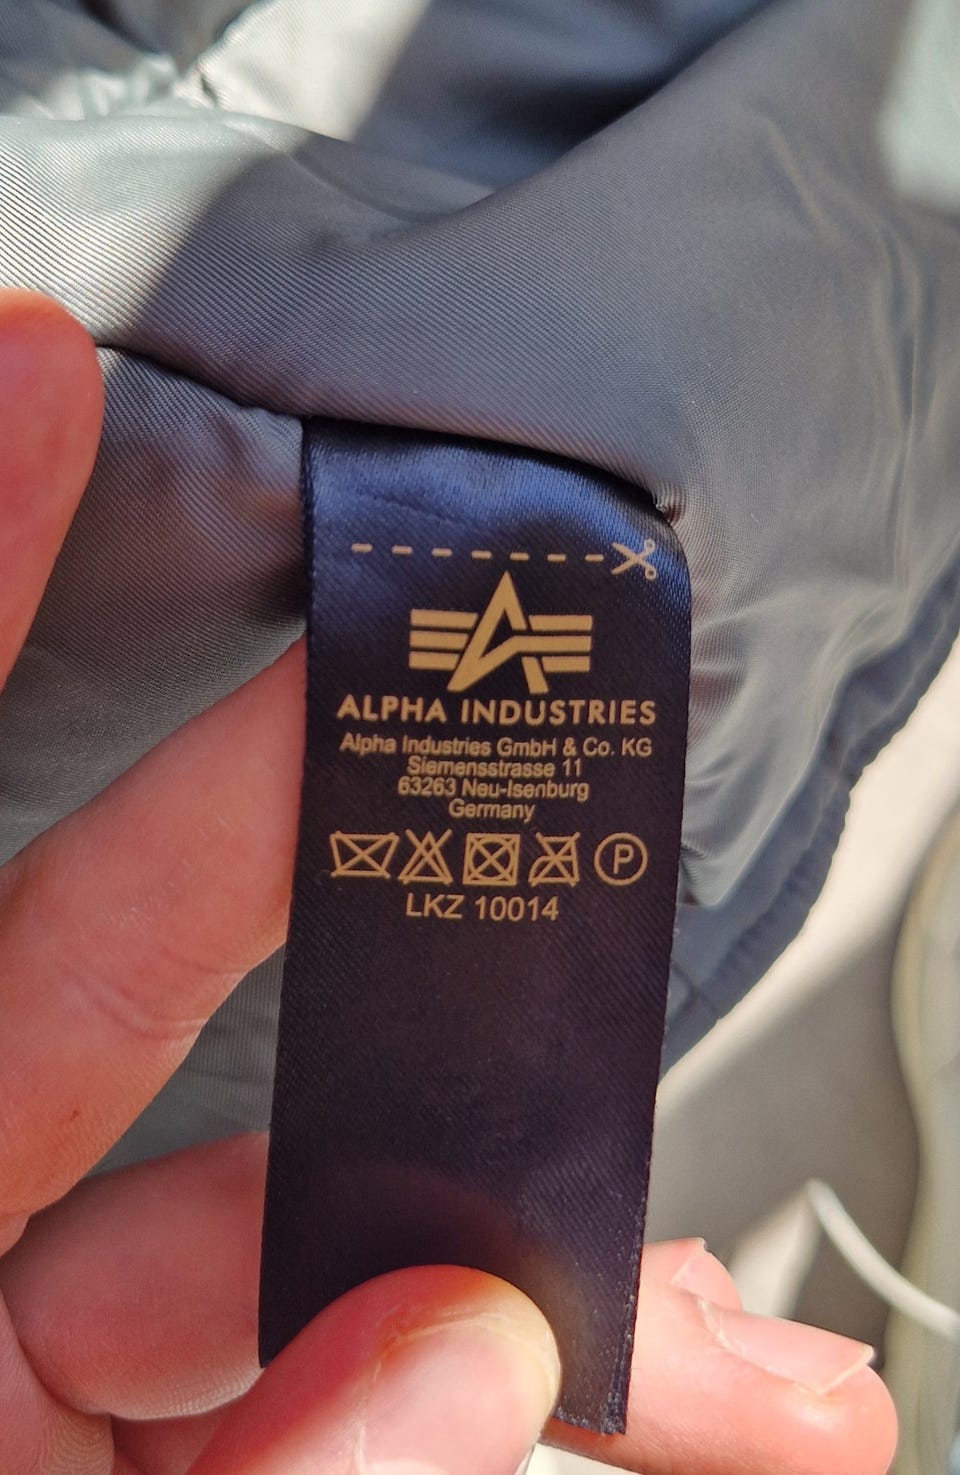 ALPHA INDUSTRIES
Alpha Industries GmbH & Co. KG
Siemensstrasse 11
63263 Neu-Isenburg
Germany
P
LKZ 10014